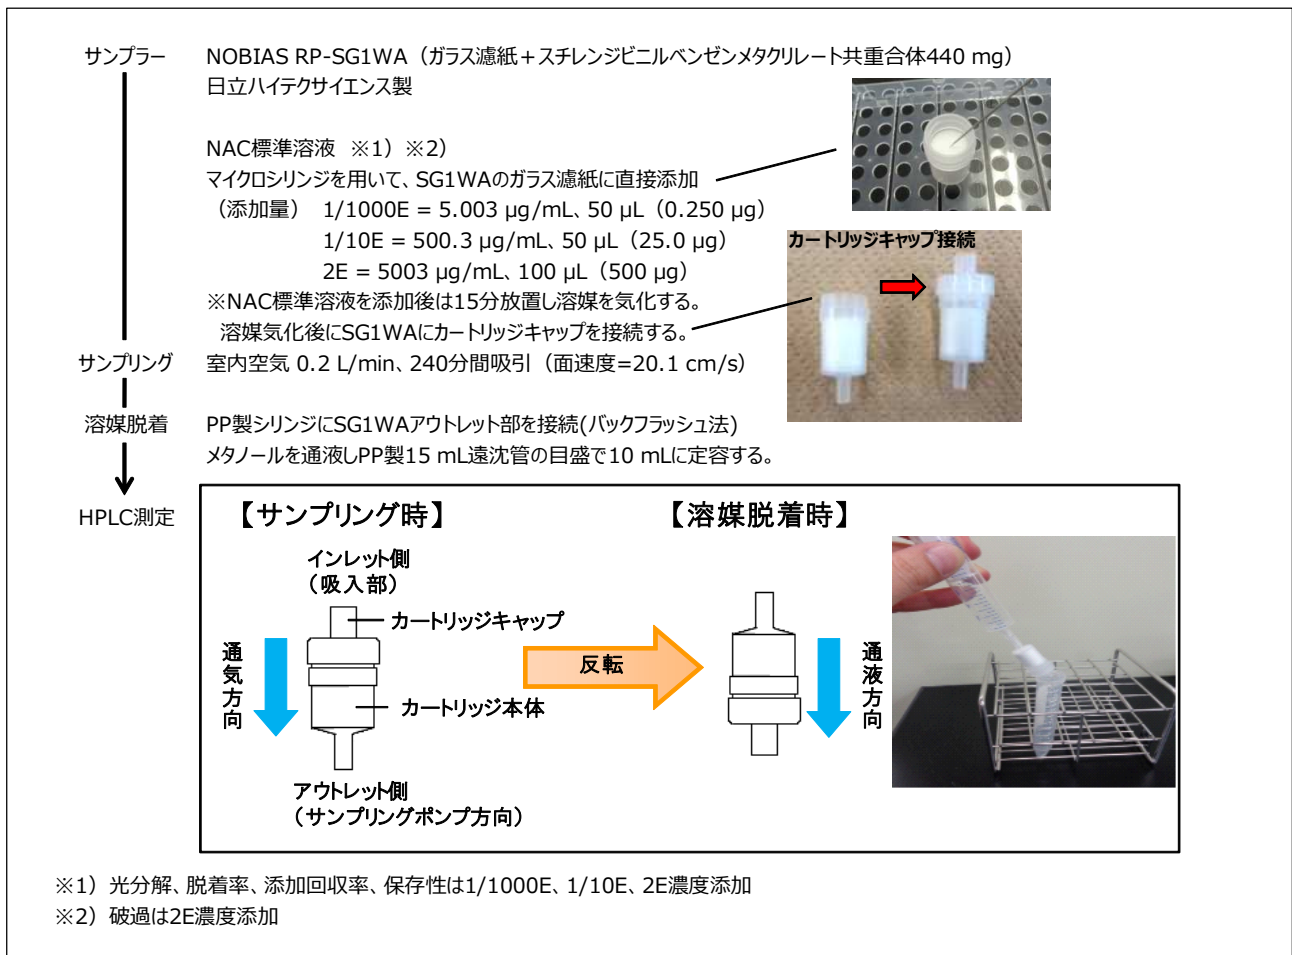 サンプラー
NOBIAS RP-SG1WA（ガラス濾紙＋スチレンジビニルベンゼンメタクリレート共重合体440 mg）
日立ハイテクサイエンス製
NAC標準溶液　※1）※2）
マイクロシリンジを用いて、SG1WAのガラス濾紙に直接添加
（添加量）　1/1000E = 5.003 µg/mL、50 µL（0.250 µg）
1/10E = 500.3 µg/mL、50 µL（25.0 µg）
2E = 5003 µg/mL、100 µL（500 µg）
※NAC標準溶液を添加後は15分放置し溶媒を気化する。
溶媒気化後にSG1WAにカートリッジキャップを接続する。
カートリッジキャップ接続
サンプリング
室内空気 0.2 L/min、240分間吸引（面速度=20.1 cm/s）
溶媒脱着
PP製シリンジにSG1WAアウトレット部を接続(バックフラッシュ法)
メタノールを通液しPP製15 mL遠沈管の目盛で10 mLに定容する。
HPLC測定
【サンプリング時】
インレット側
（吸入部）
カートリッジキャップ
通気方向
カートリッジ本体
アウトレット側
（サンプリングポンプ方向）
反転
【溶媒脱着時】
通液方向
※1）光分解、脱着率、添加回収率、保存性は1/1000E、1/10E、2E濃度添加
※2）破過は2E濃度添加